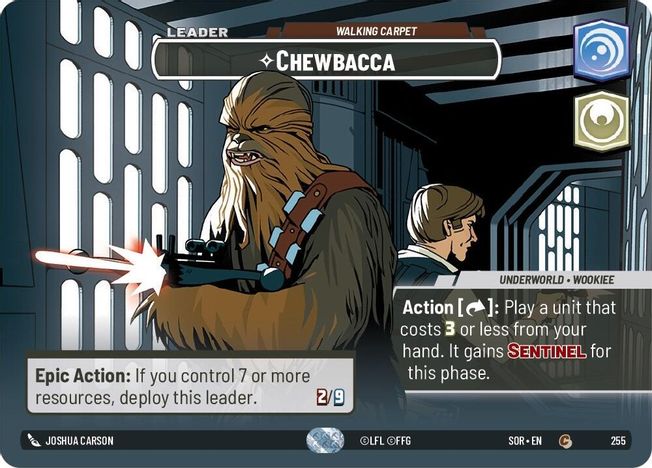 LEADER
WALKING CARPET
CHEWBACCA
UNDERWORLD • WOOKIEE
Action [ ]: Play a unit that
costs 3 or less from your
hand. It gains SENTINEL for
this phase.
Epic Action: If you control 7 or more
resources, deploy this leader.
2/9
JOSHUA CARSON
©LFL ©FFG
SOR • EN
C
255